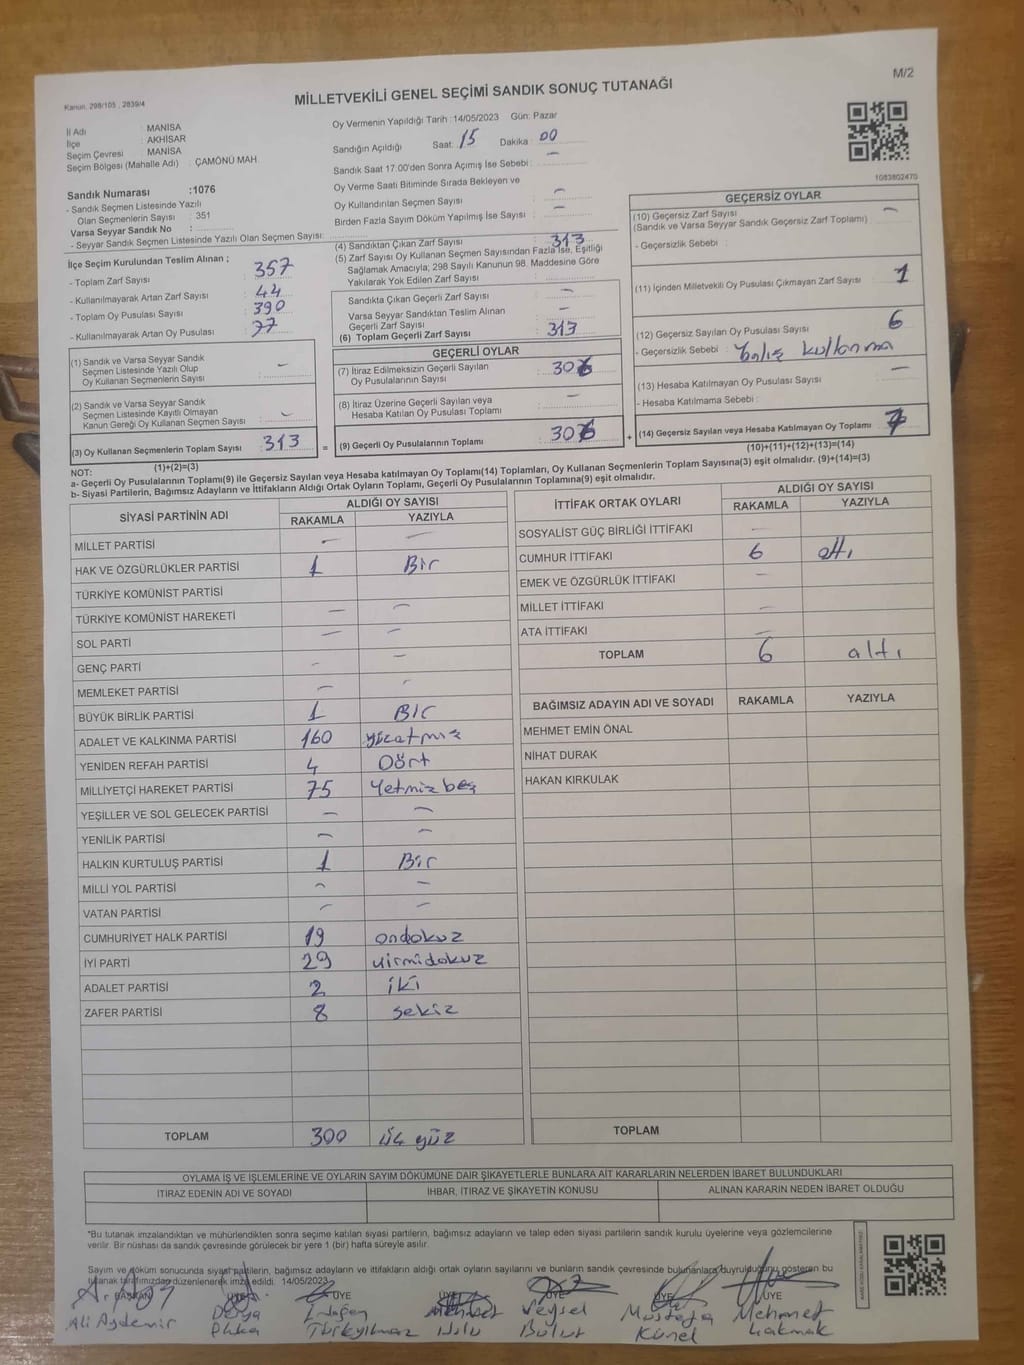 M/2
Kanun. 298/105 , 2839/4
MİLLETVEKİLİ GENEL SEÇİMİ SANDIK SONUÇ TUTANAĞI
İl Adı : MANİSA
İlçe : AKHİSAR
Seçim Çevresi : MANİSA
Seçim Bölgesi (Mahalle Adı) : ÇAMÖNÜ MAH.
Sandık Numarası :1076
- Sandık Seçmen Listesinde Yazılı
Olan Seçmenlerin Sayısı : 351
Varsa Seyyar Sandık No :
- Seyyar Sandık Seçmen Listesinde Yazılı Olan Seçmen Sayısı:
Oy Vermenin Yapıldığı Tarih :14/05/2023 Gün: Pazar
Sandığın Açıldığı Saat: 15 Dakika 00
Sandık Saat 17.00'den Sonra Açımış İse Sebebi : -
Oy Verme Saati Bitiminde Sırada Bekleyen ve
Oy Kullandırılan Seçmen Sayısı : -
Birden Fazla Sayım Döküm Yapılmış İse Sayısı : -
1083802470
İlçe Seçim Kurulundan Teslim Alınan ;
- Toplam Zarf Sayısı : 357
- Kullanılmayarak Artan Zarf Sayısı : 44
- Toplam Oy Pusulası Sayısı : 390
- Kullanılmayarak Artan Oy Pusulası : 77
(1) Sandık ve Varsa Seyyar Sandık
Seçmen Listesinde Yazılı Olup
Oy Kullanan Seçmenlerin Sayısı : -
(2) Sandık ve Varsa Seyyar Sandık
Seçmen Listesinde Kayıtlı Olmayan
Kanun Gereği Oy Kullanan Seçmen Sayısı : -
(3) Oy Kullanan Seçmenlerin Toplam Sayısı : 313
(1)+(2)=(3)
(4) Sandıktan Çıkan Zarf Sayısı : 313
(5) Zarf Sayısı Oy Kullanan Seçmen Sayısından Fazla İse, Eşitliği
Sağlamak Amacıyla; 298 Sayılı Kanunun 98. Maddesine Göre
Yakılarak Yok Edilen Zarf Sayısı :
Sandıkta Çıkan Geçerli Zarf Sayısı : -
Varsa Seyyar Sandıktan Teslim Alınan
Geçerli Zarf Sayısı : -
(6) Toplam Geçerli Zarf Sayısı : 313
GEÇERLİ OYLAR
(7) İtiraz Edilmeksizin Geçerli Sayılan
Oy Pusulalarının Sayısı : 306
(8) İtiraz Üzerine Geçerli Sayılan veya
Hesaba Katılan Oy Pusulası Toplamı : -
= (9) Geçerli Oy Pusulalarının Toplamı : 306 +
GEÇERSİZ OYLAR
(10) Geçersiz Zarf Sayısı : -
(Sandık ve Varsa Seyyar Sandık Geçersiz Zarf Toplamı)
- Geçersizlik Sebebi :
(11) İçinden Milletvekili Oy Pusulası Çıkmayan Zarf Sayısı : 1
(12) Geçersiz Sayılan Oy Pusulası Sayısı : 6
- Geçersizlik Sebebi : Yalış kullanma
(13) Hesaba Katılmayan Oy Pusulası Sayısı : -
- Hesaba Katılmama Sebebi :
(14) Geçersiz Sayılan veya Hesaba Katılmayan Oy Toplamı : 7
(10)+(11)+(12)+(13)=(14)
NOT:
a- Geçerli Oy Pusulalarının Toplamı(9) ile Geçersiz Sayılan veya Hesaba katılmayan Oy Toplamı(14) Toplamları, Oy Kullanan Seçmenlerin Toplam Sayısına(3) eşit olmalıdır. (9)+(14)=(3)
b- Siyasi Partilerin, Bağımsız Adayların ve İttifakların Aldığı Ortak Oyların Toplamı, Geçerli Oy Pusulalarının Toplamına(9) eşit olmalıdır.
SİYASİ PARTİNİN ADI ALDIĞI OY SAYISI
RAKAMLA YAZIYLA
MİLLET PARTİSİ - -
HAK VE ÖZGÜRLÜKLER PARTİSİ 1 Bir
TÜRKİYE KOMÜNİST PARTİSİ
TÜRKİYE KOMÜNİST HAREKETİ - -
SOL PARTİ - -
GENÇ PARTİ - -
MEMLEKET PARTİSİ - -
BÜYÜK BİRLİK PARTİSİ 1 Bir
ADALET VE KALKINMA PARTİSİ 160
YENİDEN REFAH PARTİSİ 4 Dört
MİLLİYETÇİ HAREKET PARTİSİ 75 Yetmiz beş
YEŞİLLER VE SOL GELECEK PARTİSİ - -
YENİLİK PARTİSİ - -
HALKIN KURTULUŞ PARTİSİ 1 Bir
MİLLİ YOL PARTİSİ - -
VATAN PARTİSİ - -
CUMHURİYET HALK PARTİSİ 19 ondokuz
İYİ PARTİ 29 yirmidokuz
ADALET PARTİSİ 2 iki
ZAFER PARTİSİ 8 sekiz
TOPLAM 300 üç yüz
İTTİFAK ORTAK OYLARI ALDIĞI OY SAYISI
RAKAMLA YAZIYLA
SOSYALİST GÜÇ BİRLİĞİ İTTİFAKI -
CUMHUR İTTİFAKI 6 altı
EMEK VE ÖZGÜRLÜK İTTİFAKI -
MİLLET İTTİFAKI -
ATA İTTİFAKI -
TOPLAM 6 altı
BAĞIMSIZ ADAYIN ADI VE SOYADI RAKAMLA YAZIYLA
MEHMET EMİN ÖNAL
NİHAT DURAK
HAKAN KIRKULAK
TOPLAM
OYLAMA İŞ VE İŞLEMLERİNE VE OYLARIN SAYIM DÖKÜMÜNE DAİR ŞİKAYETLERLE BUNLARA AİT KARARLARIN NELERDEN İBARET BULUNDUKLARI
İTİRAZ EDENİN ADI VE SOYADI İHBAR, İTİRAZ VE ŞİKAYETİN KONUSU ALINAN KARARIN NEDEN İBARET OLDUĞU
*Bu tutanak imzalandıktan ve mühürlendikten sonra seçime katılan siyasi partilerin, bağımsız adayların ve talep eden siyasi partilerin sandık kurulu üyelerine veya gözlemcilerine
verilir. Bir nüshası da sandık çevresinde görülecek bir yere 1 (bir) hafta süreyle asılır.
Sayım ve döküm sonucunda siyasi partilerin, bağımsız adayların ve ittifakların aldığı ortak oyların sayılarını ve bunların sandık çevresinde bulunanlara duyrulduğunu gösteren bu
tutanak tarafımızdan düzenlenerek imza edildi. 14/05/2023
BAŞKAN ÜYE ÜYE ÜYE ÜYE ÜYE ÜYE
Ali Aydemir
Derya
Türkyılmaz
Mehmet
Veysel Bulut
Mustafa Künel
Mehmet Cakmak